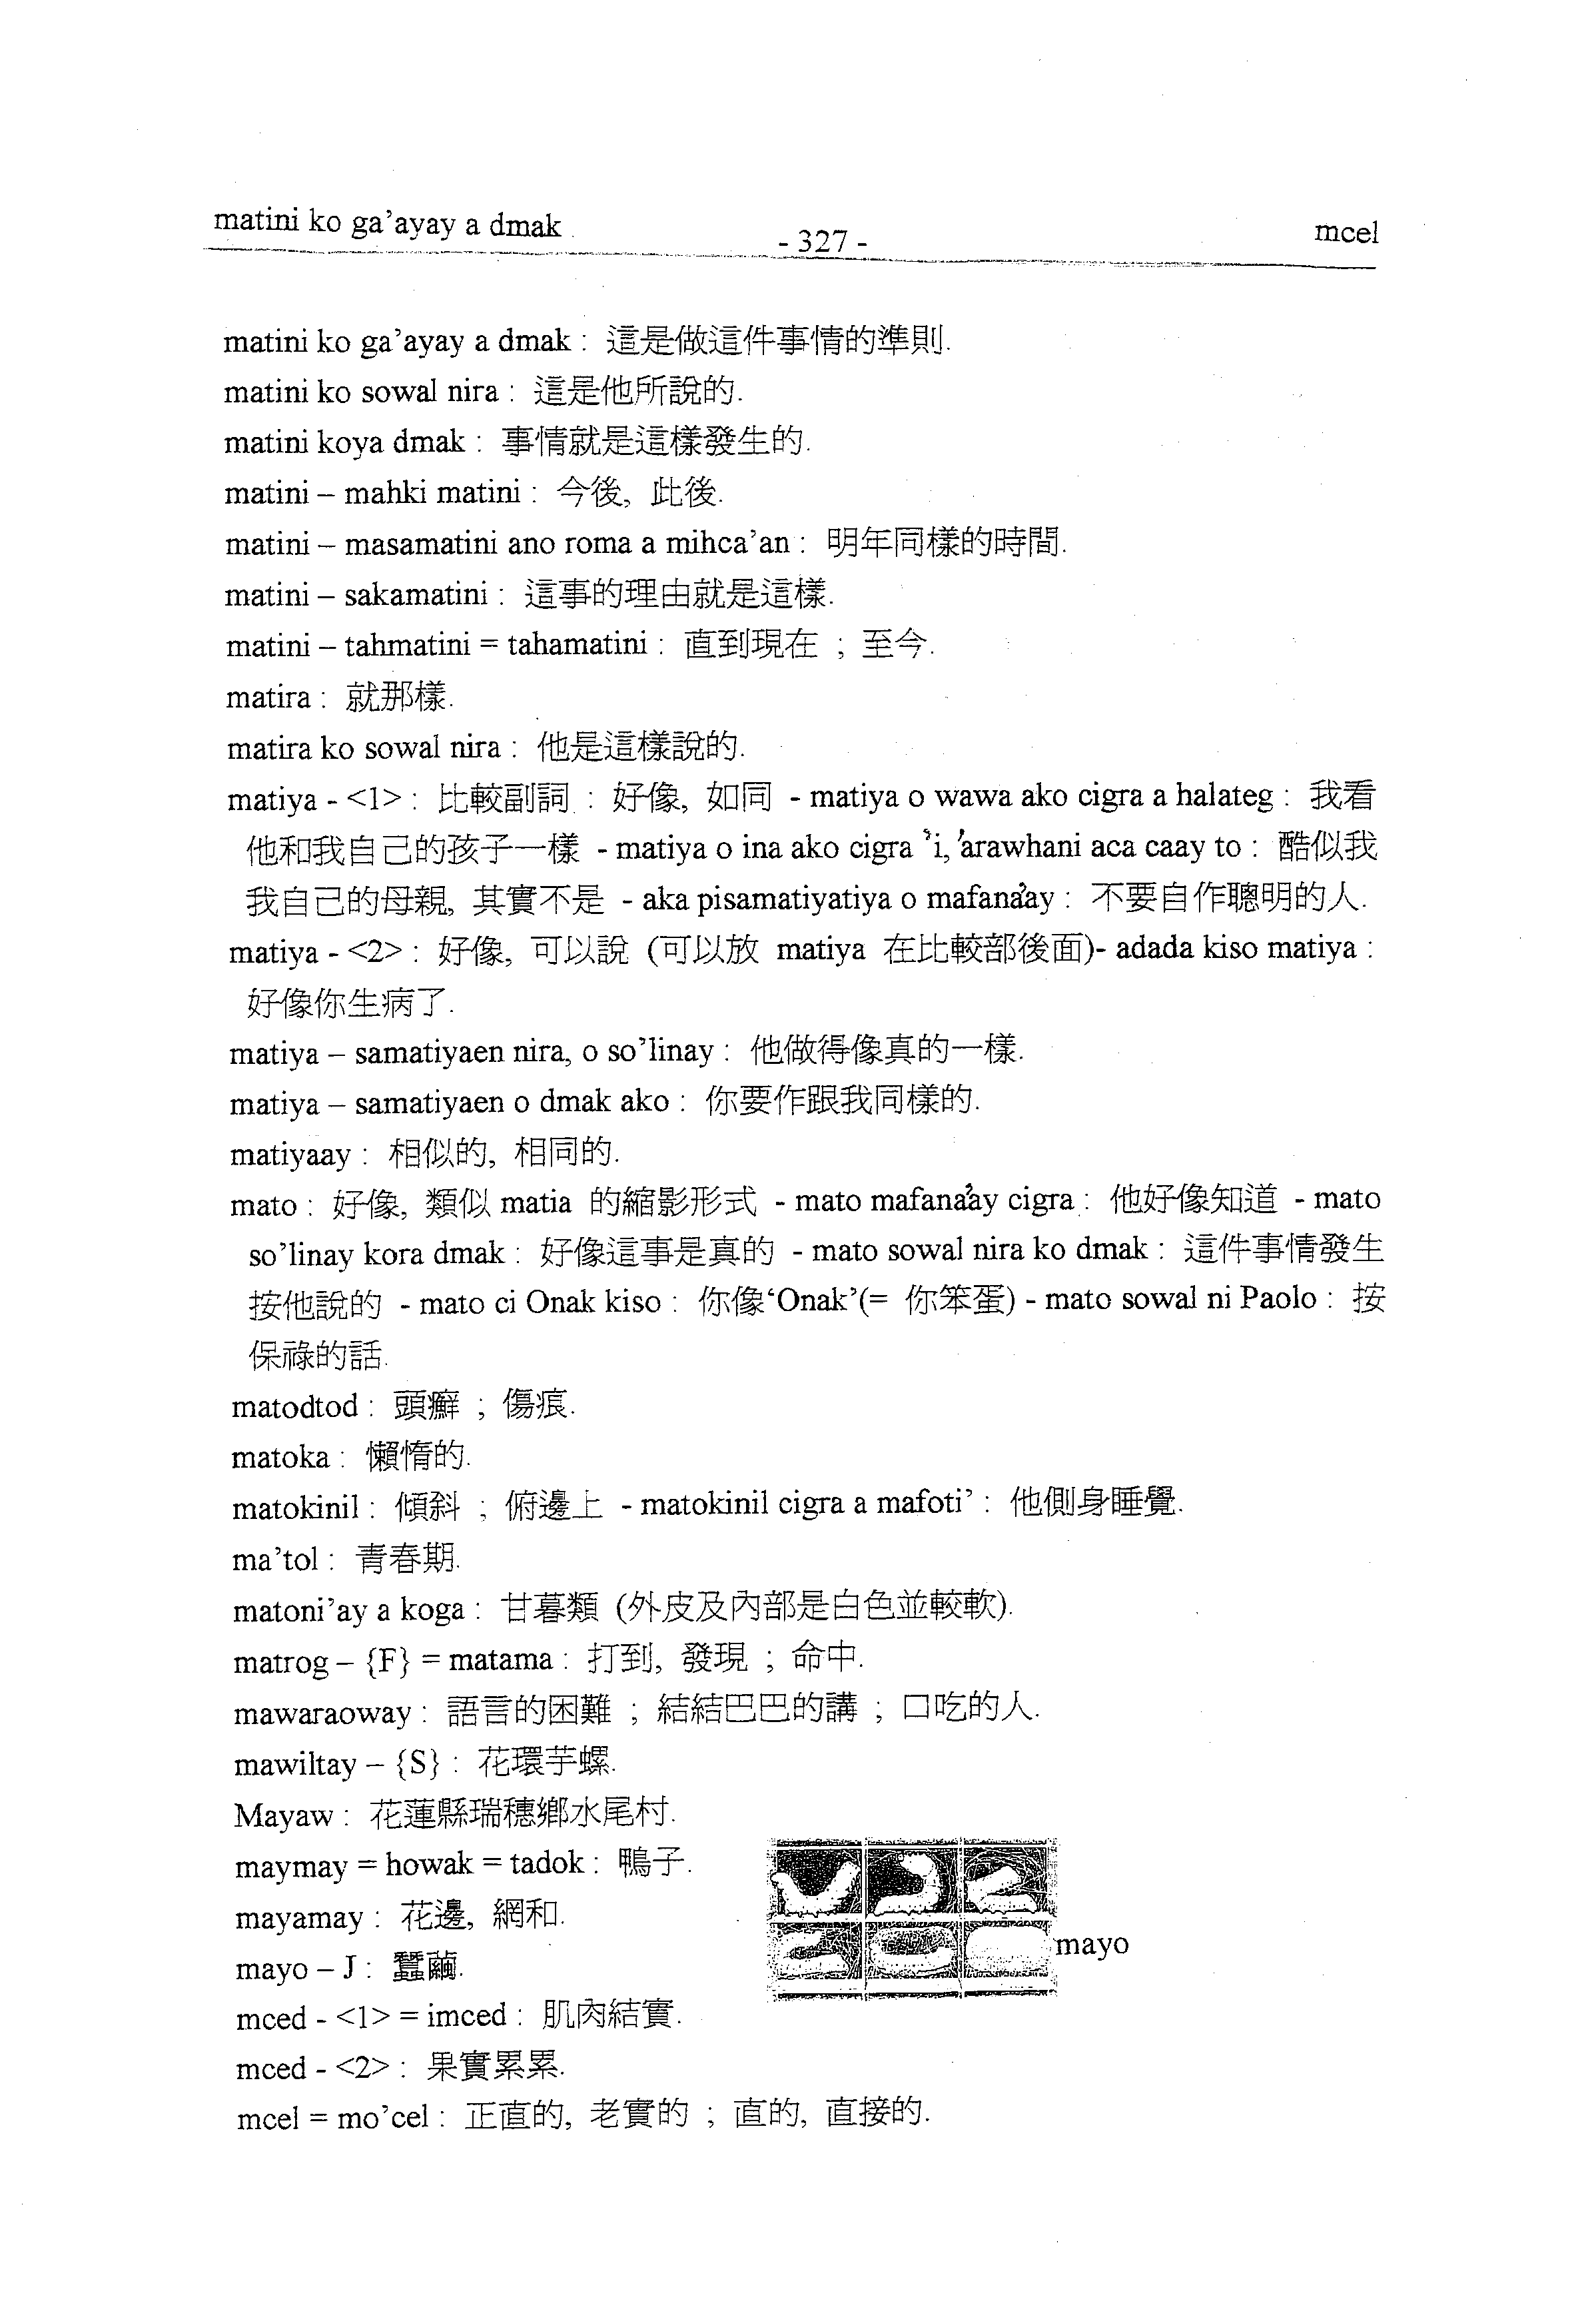 matini ko ga’ayay a dmak - 327 - mcel
matini ko ga’ayay a dmak : 這是做這件事情的準則.
matini ko sowal nira : 這是他所說的.
matini koya dmak : 事情就是這樣發生的.
matini – mahki matini : 今後, 此後.
matini – masamatini ano roma a mihca’an : 明年同樣的時間.
matini – sakamatini : 這事的理由就是這樣.
matini – tahmatini = tahamatini : 直到現在 ; 至今.
matira : 就那樣.
matira ko sowal nira : 他是這樣說的.
matiya - <1> : 比較副詞 : 好像, 如同 - matiya o wawa ako cigra a halateg : 我看
他和我自己的孩子一樣 - matiya o ina ako cigra ’i, ’arawhani aca caay to : 酷似我
我自己的母親, 其實不是 - aka pisamatiyatiya o mafana’ay : 不要自作聰明的人.
matiya - <2> : 好像, 可以說 (可以放 matiya 在比較部後面)- adada kiso matiya :
好像你生病了.
matiya – samatiyaen nira, o so’linay : 他做得像真的一樣.
matiya – samatiyaen o dmak ako : 你要作跟我同樣的.
matiyaay : 相似的, 相同的.
mato : 好像, 類似 matia 的縮影形式 - mato mafana’ay cigra : 他好像知道 - mato
so’linay kora dmak : 好像這事是真的 - mato sowal nira ko dmak : 這件事情發生
按他說的 - mato ci Onak kiso : 你像‘Onak’(= 你笨蛋) - mato sowal ni Paolo : 按
保祿的話.
matodtod : 頭癬 ; 傷痕.
matoka : 懶惰的.
matokinil : 傾斜 ; 俯邊上 - matokinil cigra a mafoti’ : 他側身睡覺.
ma’tol : 青春期.
matoni’ay a koga : 甘暮類 (外皮及內部是白色並較軟).
matrog – {F} = matama : 打到, 發現 ; 命中.
mawaraoway : 語言的困難 ; 結結巴巴的講 ; 口吃的人.
mawiltay – {S} : 花環芋螺.
Mayaw : 花蓮縣瑞穗鄉水尾村.
maymay = howak = tadok : 鴨子.
mayamay : 花邊, 網和.
mayo
mayo – J : 蠶繭.
mced - <1> = imced : 肌肉結實.
mced - <2> : 果實累累.
mcel = mo’cel : 正直的, 老實的 ; 直的, 直接的.